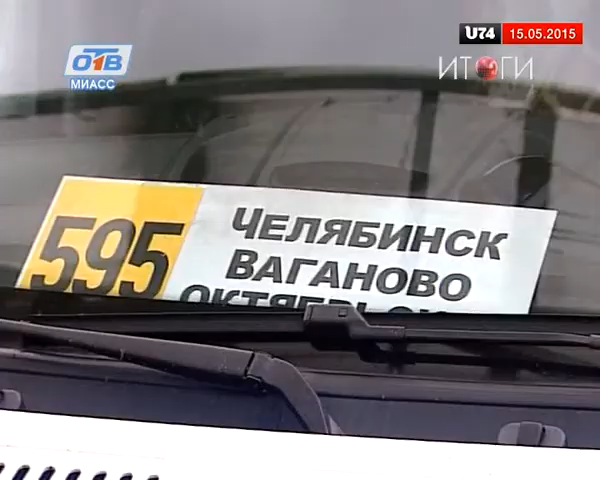 ОТВ
МИАСС
U74 15.05.2015
ИТОГИ
595
ЧЕЛЯБИНСК
ВАГАНОВО